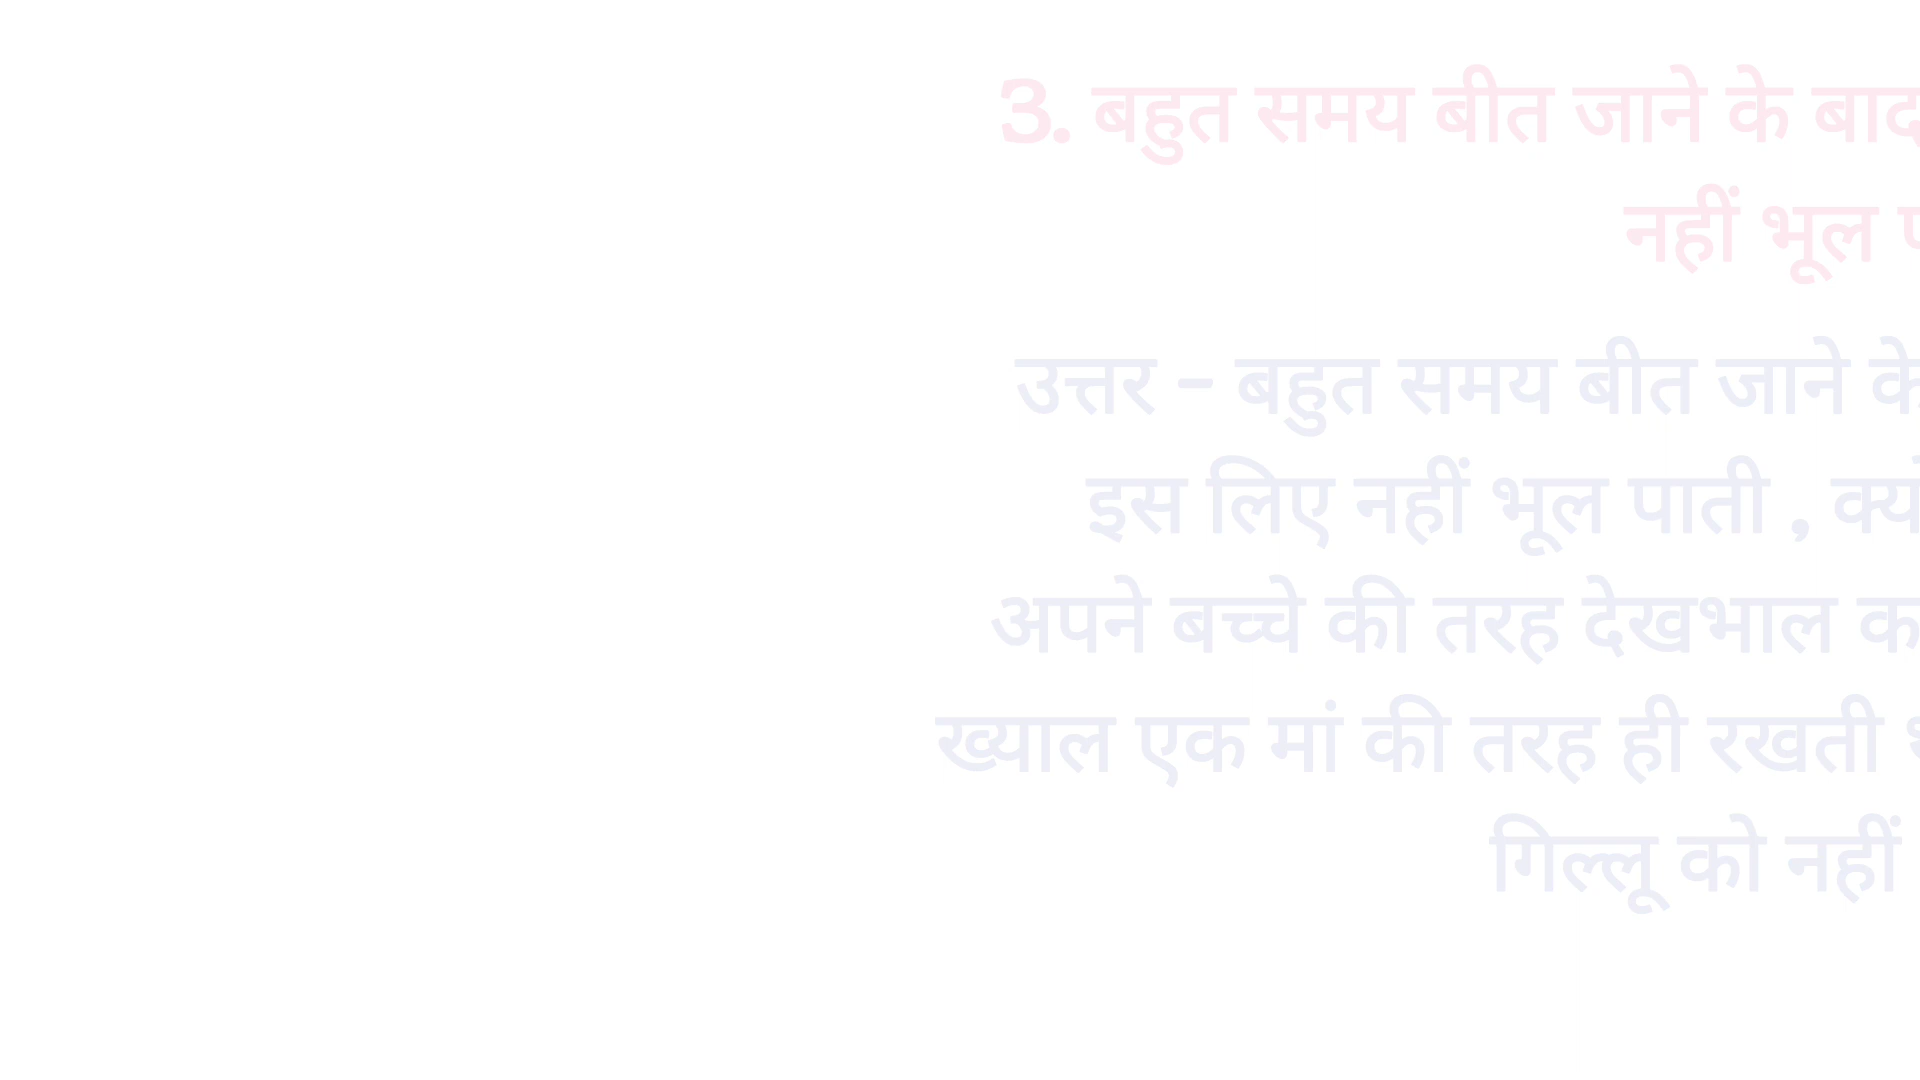 3. बहुत समय बीत जाने के बाद
नहीं भूल
उत्तर - बहुत समय बीत जाने के
इस लिए नहीं भूल पाती ,
अपने बच्चे की तरह देखभाल
ख्याल एक मां की तरह ही रखती
गिल्लू को नहीं